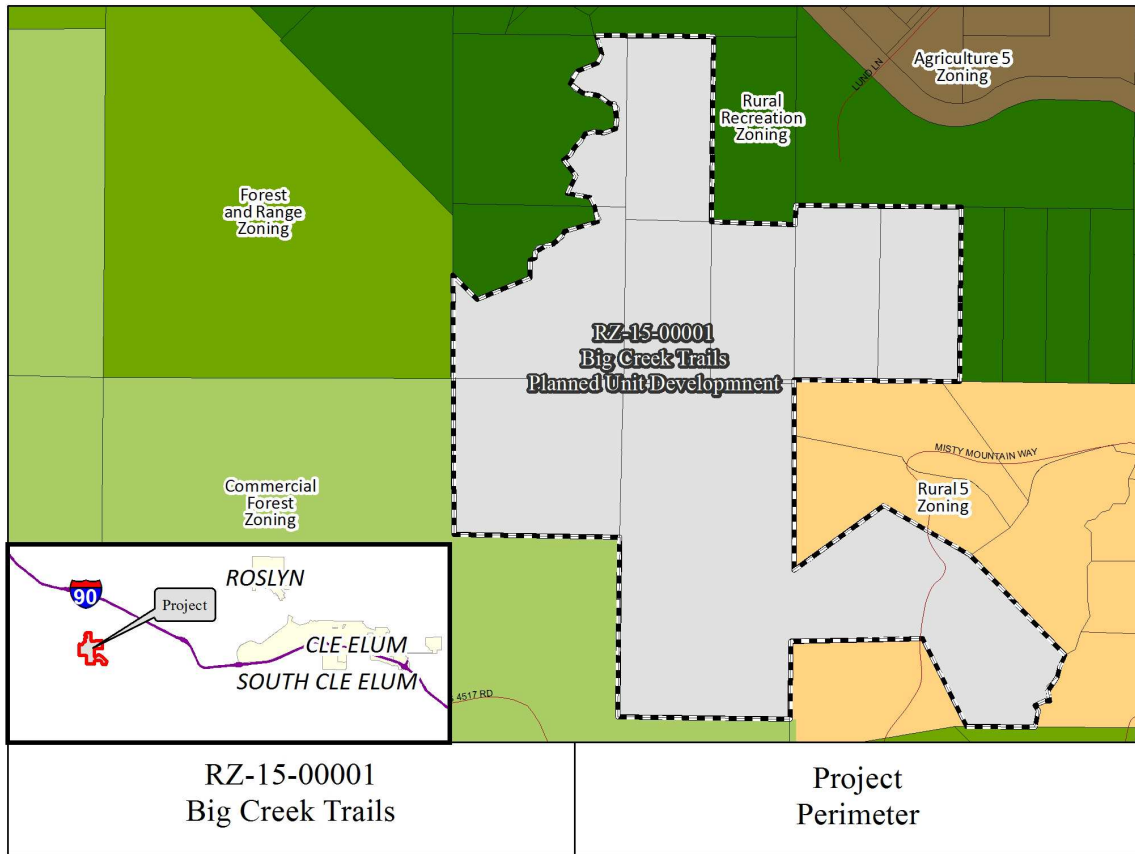 Agriculture 5
Zoning
LUND LN
Rural
Recreation
Zoning
Forest
and Range
Zoning
RZ-15-00001
Big Creek Trails
Planned Unit Developmnent
MISTY MOUNTAIN WAY
Rural 5
Zoning
Commercial
Forest
Zoning
ROSLYN
90
Project
CLE ELUM
SOUTH CLE ELUM
4517 RD
RZ-15-00001
Big Creek Trails
Project
Perimeter